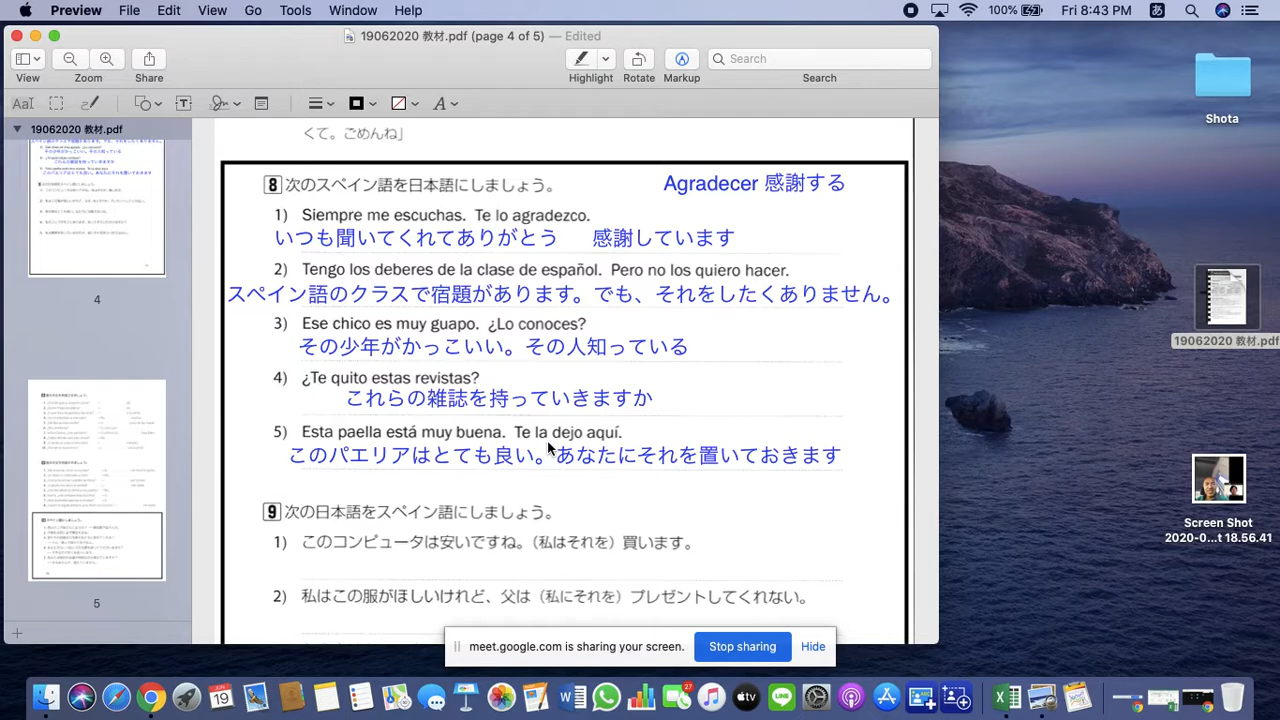 Preview File Edit View Go Tools Window Help 100% Fri 8:43 PM あ
19062020 教材.pdf (page 4 of 5) — Edited
View Zoom Share Highlight Rotate Markup Search
Search
19062020 教材.pdf
4
5
くて。ごめんね」
8 次のスペイン語を日本語にしましょう。 Agradecer 感謝する
1) Siempre me escuchas. Te lo agradezco.
いつも聞いてくれてありがとう 感謝しています
2) Tengo los deberes de la clase de español. Pero no los quiero hacer.
スペイン語のクラスで宿題があります。でも、それをしたくありません。
3) Ese chico es muy guapo. ¿Lo conoces?
その少年がかっこいい。その人知っている
4) ¿Te quito estas revistas?
これらの雑誌を持っていきますか
5) Esta paella está muy buena. Te la dejo aquí.
このパエリアはとても良い。あなたにそれを置いておきます
9 次の日本語をスペイン語にしましょう。
1) このコンピュータは安いですね。（私はそれを）買います。
2) 私はこの服がほしいけれど、父は（私にそれを）プレゼントしてくれない。
meet.google.com is sharing your screen. Stop sharing Hide
Shota
19062020 教材.pdf
Screen Shot
2020-0...t 18.56.41
JUN
19
27
tv